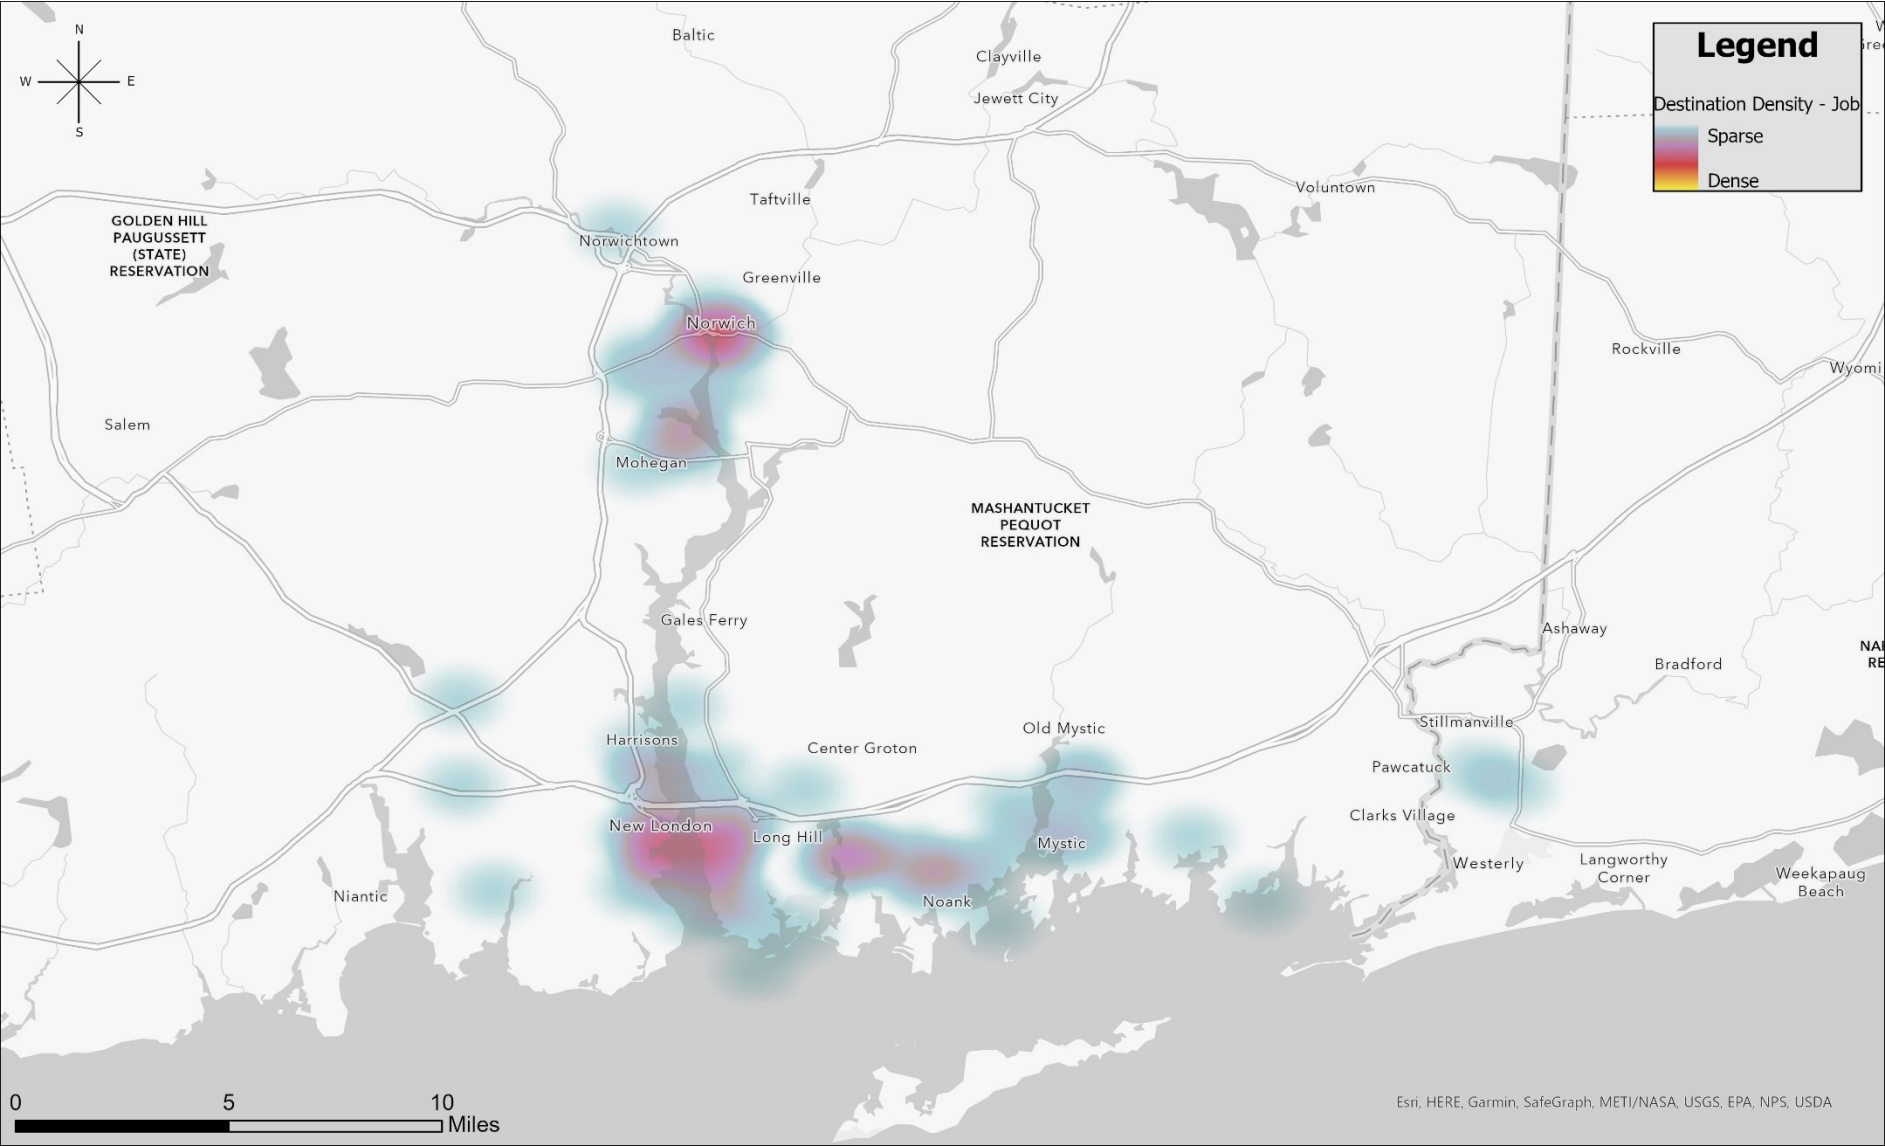 N
W E
S
Legend
Destination Density - Job
Sparse
Dense
Baltic
Clayville
Jewett City
Taftville
Voluntown
GOLDEN HILL
PAUGUSSETT
(STATE)
RESERVATION
Norwichtown
Greenville
Norwich
Rockville
Wyomi
Salem
Mohegan
MASHANTUCKET
PEQUOT
RESERVATION
Gales Ferry
Ashaway
NAR
RE
Bradford
Stillmanville
Old Mystic
Harrisons
Center Groton
Pawcatuck
Clarks Village
New London
Long Hill
Mystic
Westerly
Langworthy
Corner
Weekapaug
Beach
Niantic
Noank
0 5 10
Miles
Esri, HERE, Garmin, SafeGraph, METI/NASA, USGS, EPA, NPS, USDA